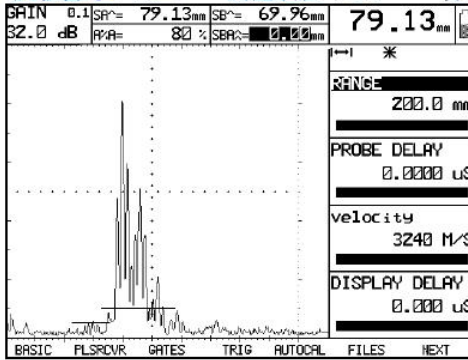 GAIN 0.1 SA^= 79.13mm SB^= 69.96mm 79.13mm
32.0 dB A%A= 80 % SBA^= 0.00mm
RANGE
200.0 mm
PROBE DELAY
0.0000 uS
velocity
3240 M/S
DISPLAY DELAY
0.000 uS
BASIC PLSRCVR GATES TRIG AUTOCAL FILES NEXT